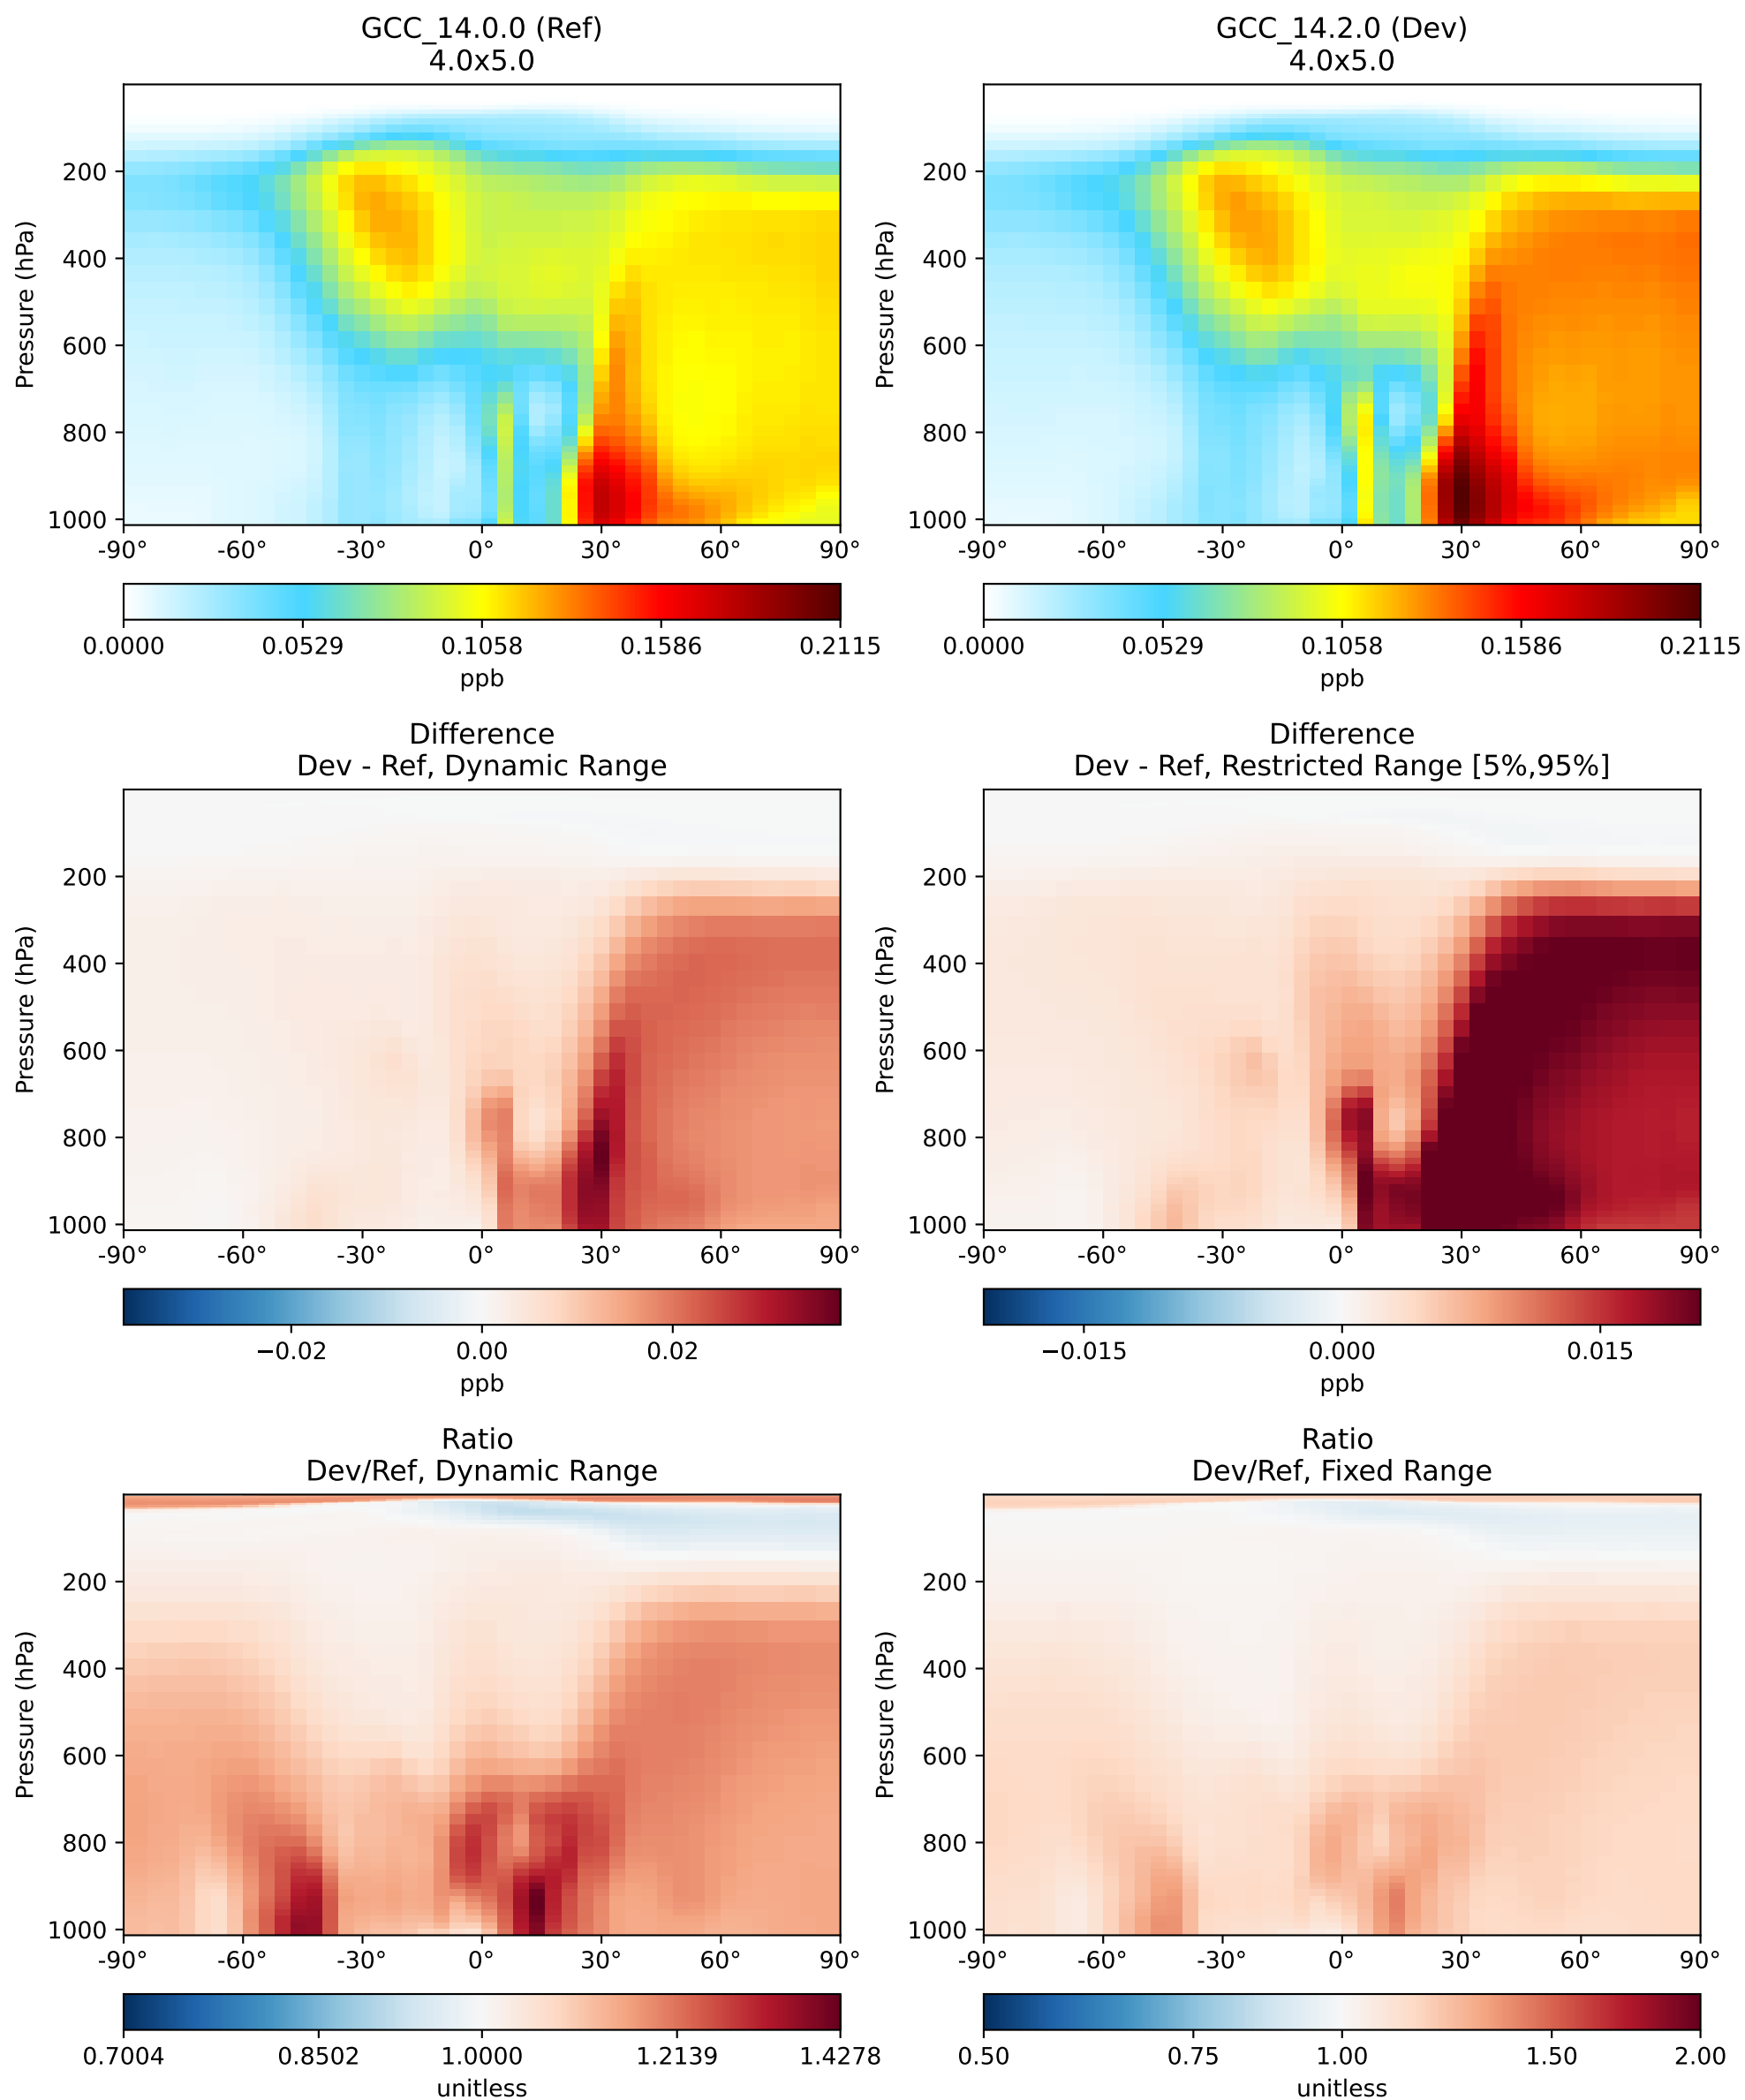 GCC_14.0.0 (Ref)
4.0x5.0
GCC_14.2.0 (Dev)
4.0x5.0
Pressure (hPa)
200
400
600
800
1000
-90° -60° -30° 0° 30° 60° 90°
0.0000 0.0529 0.1058 0.1586 0.2115
ppb
Pressure (hPa)
200
400
600
800
1000
-90° -60° -30° 0° 30° 60° 90°
0.0000 0.0529 0.1058 0.1586 0.2115
ppb
Difference
Dev - Ref, Dynamic Range
Difference
Dev - Ref, Restricted Range [5%,95%]
Pressure (hPa)
200
400
600
800
1000
-90° -60° -30° 0° 30° 60° 90°
−0.02 0.00 0.02
ppb
Pressure (hPa)
200
400
600
800
1000
-90° -60° -30° 0° 30° 60° 90°
−0.015 0.000 0.015
ppb
Ratio
Dev/Ref, Dynamic Range
Ratio
Dev/Ref, Fixed Range
Pressure (hPa)
200
400
600
800
1000
-90° -60° -30° 0° 30° 60° 90°
0.7004 0.8502 1.0000 1.2139 1.4278
unitless
Pressure (hPa)
200
400
600
800
1000
-90° -60° -30° 0° 30° 60° 90°
0.50 0.75 1.00 1.50 2.00
unitless